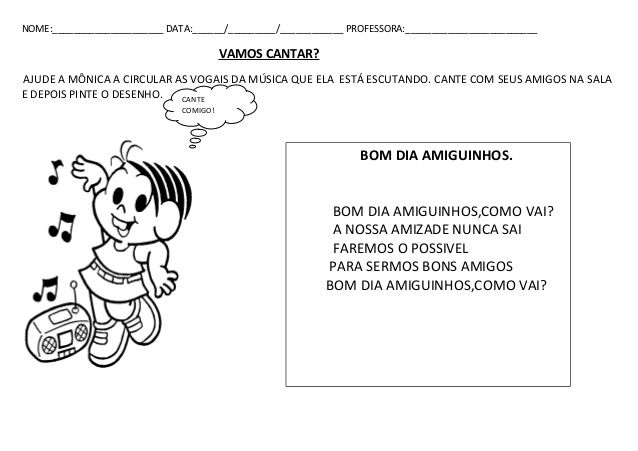 NOME:____________________ DATA:______/_________/____________ PROFESSORA:_________________________
VAMOS CANTAR?
AJUDE A MÔNICA A CIRCULAR AS VOGAIS DA MÚSICA QUE ELA ESTÁ ESCUTANDO. CANTE COM SEUS AMIGOS NA SALA
E DEPOIS PINTE O DESENHO.
CANTE
COMIGO!
BOM DIA AMIGUINHOS.
BOM DIA AMIGUINHOS,COMO VAI?
A NOSSA AMIZADE NUNCA SAI
FAREMOS O POSSIVEL
PARA SERMOS BONS AMIGOS
BOM DIA AMIGUINHOS,COMO VAI?